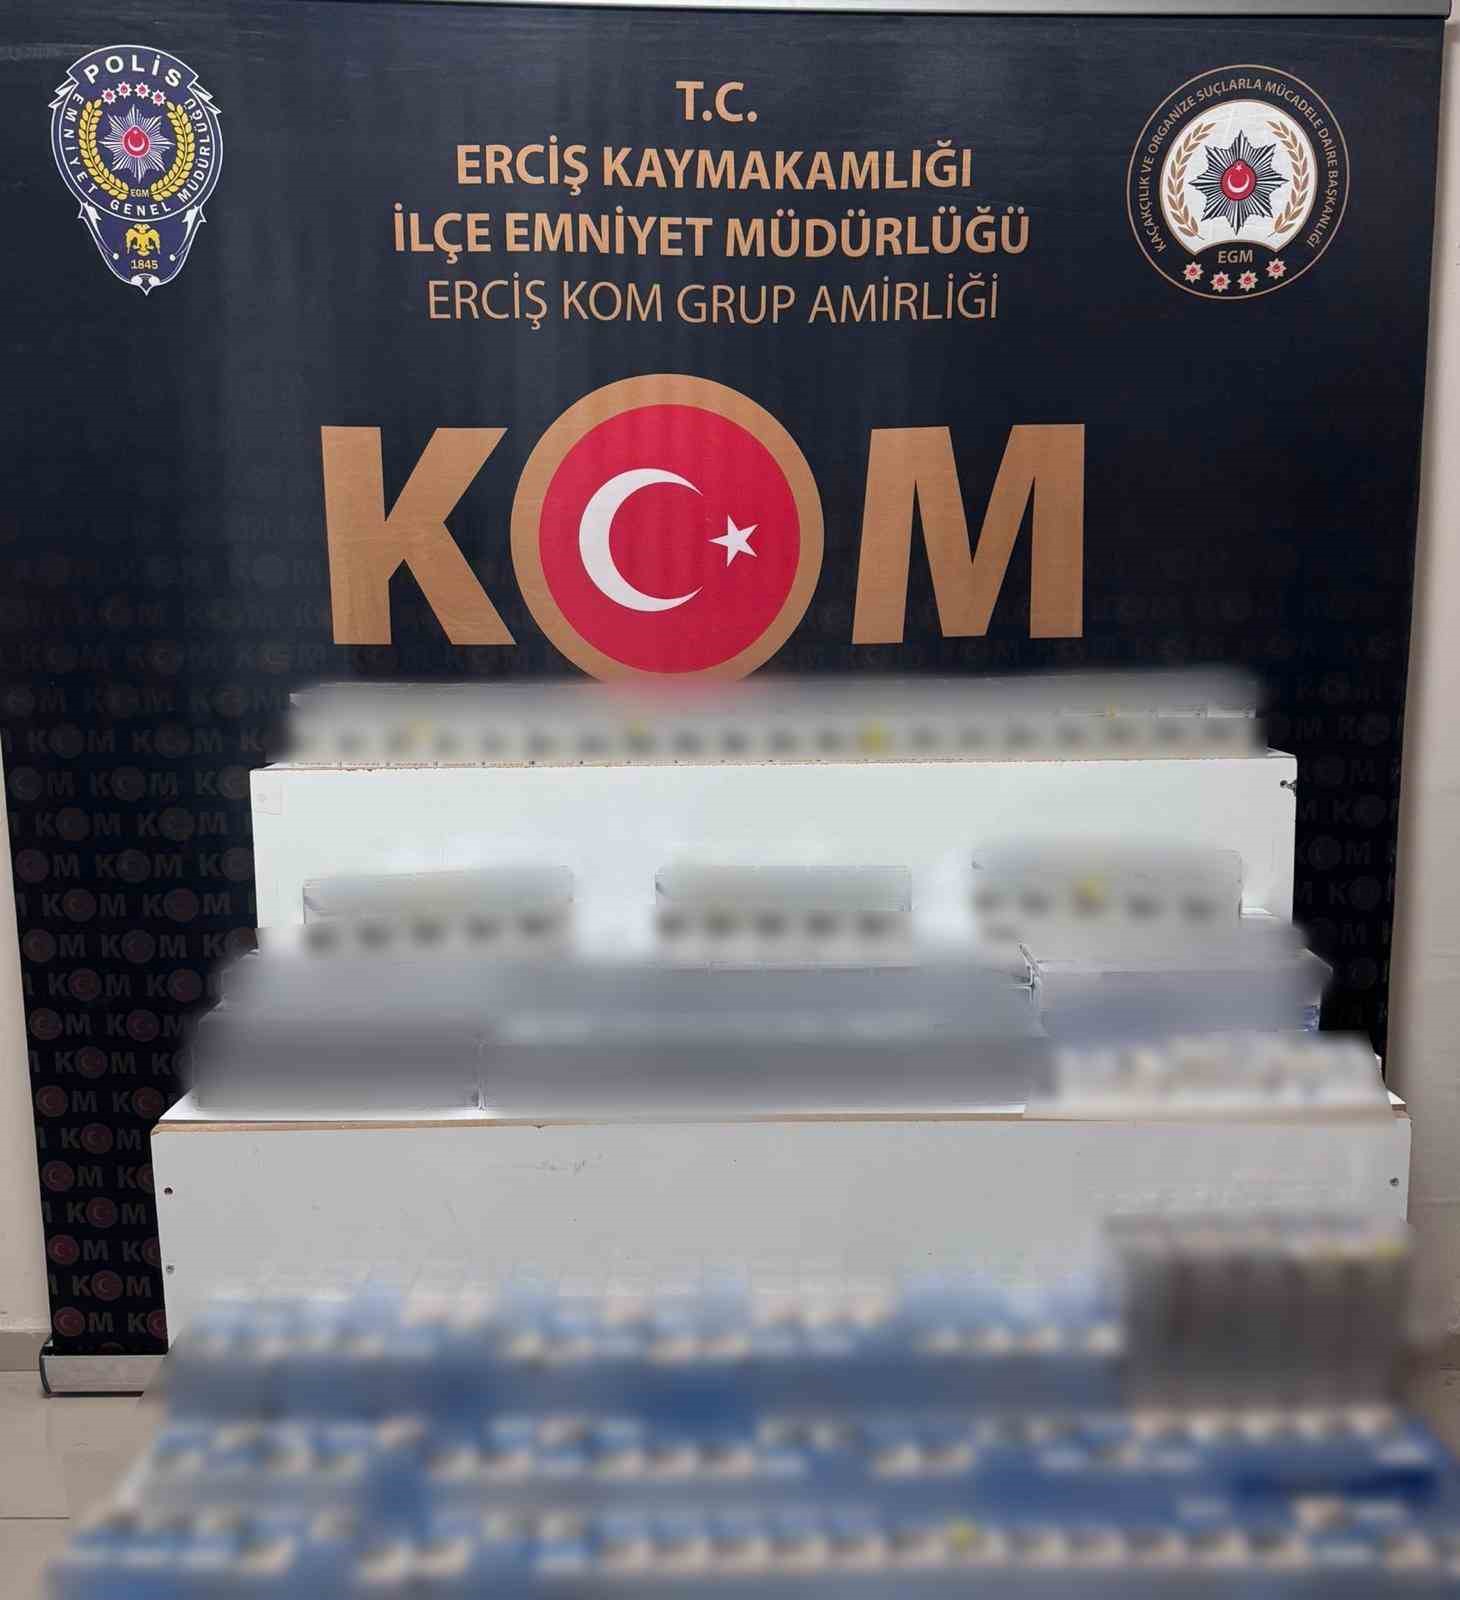 POLİS
EMNİYET GENEL MÜDÜRLÜĞÜ
EGM
1845
T.C.
ERCİŞ KAYMAKAMLIĞI
İLÇE EMNİYET MÜDÜRLÜĞÜ
ERCİŞ KOM GRUP AMİRLİĞİ
KAÇAKÇILIK VE ORGANİZE SUÇLARLA MÜCADELE DAİRE BAŞKANLIĞI
EGM
KOM